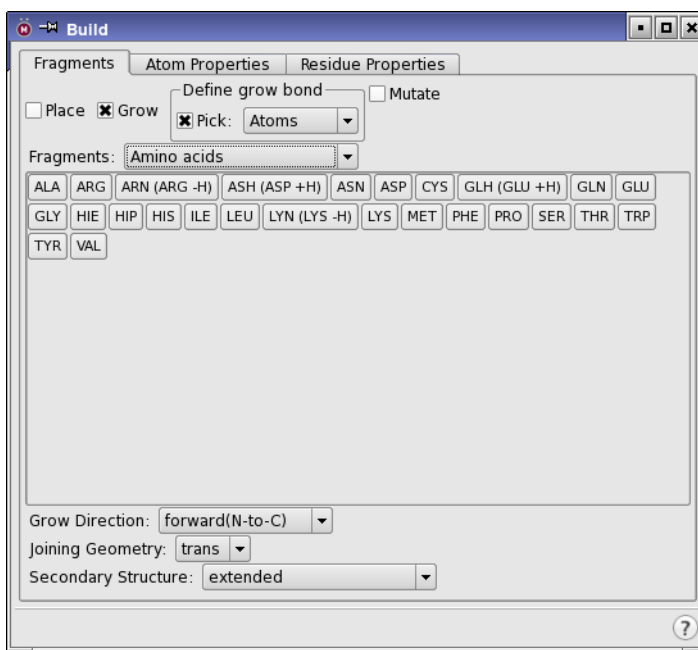 Build
Fragments Atom Properties Residue Properties
Define grow bond
Place Grow Pick: Atoms Mutate
Fragments: Amino acids
ALA ARG ARN (ARG -H) ASH (ASP +H) ASN ASP CYS GLH (GLU +H) GLN GLU
GLY HIE HIP HIS ILE LEU LYN (LYS -H) LYS MET PHE PRO SER THR TRP
TYR VAL
Grow Direction: forward(N-to-C)
Joining Geometry: trans
Secondary Structure: extended
?